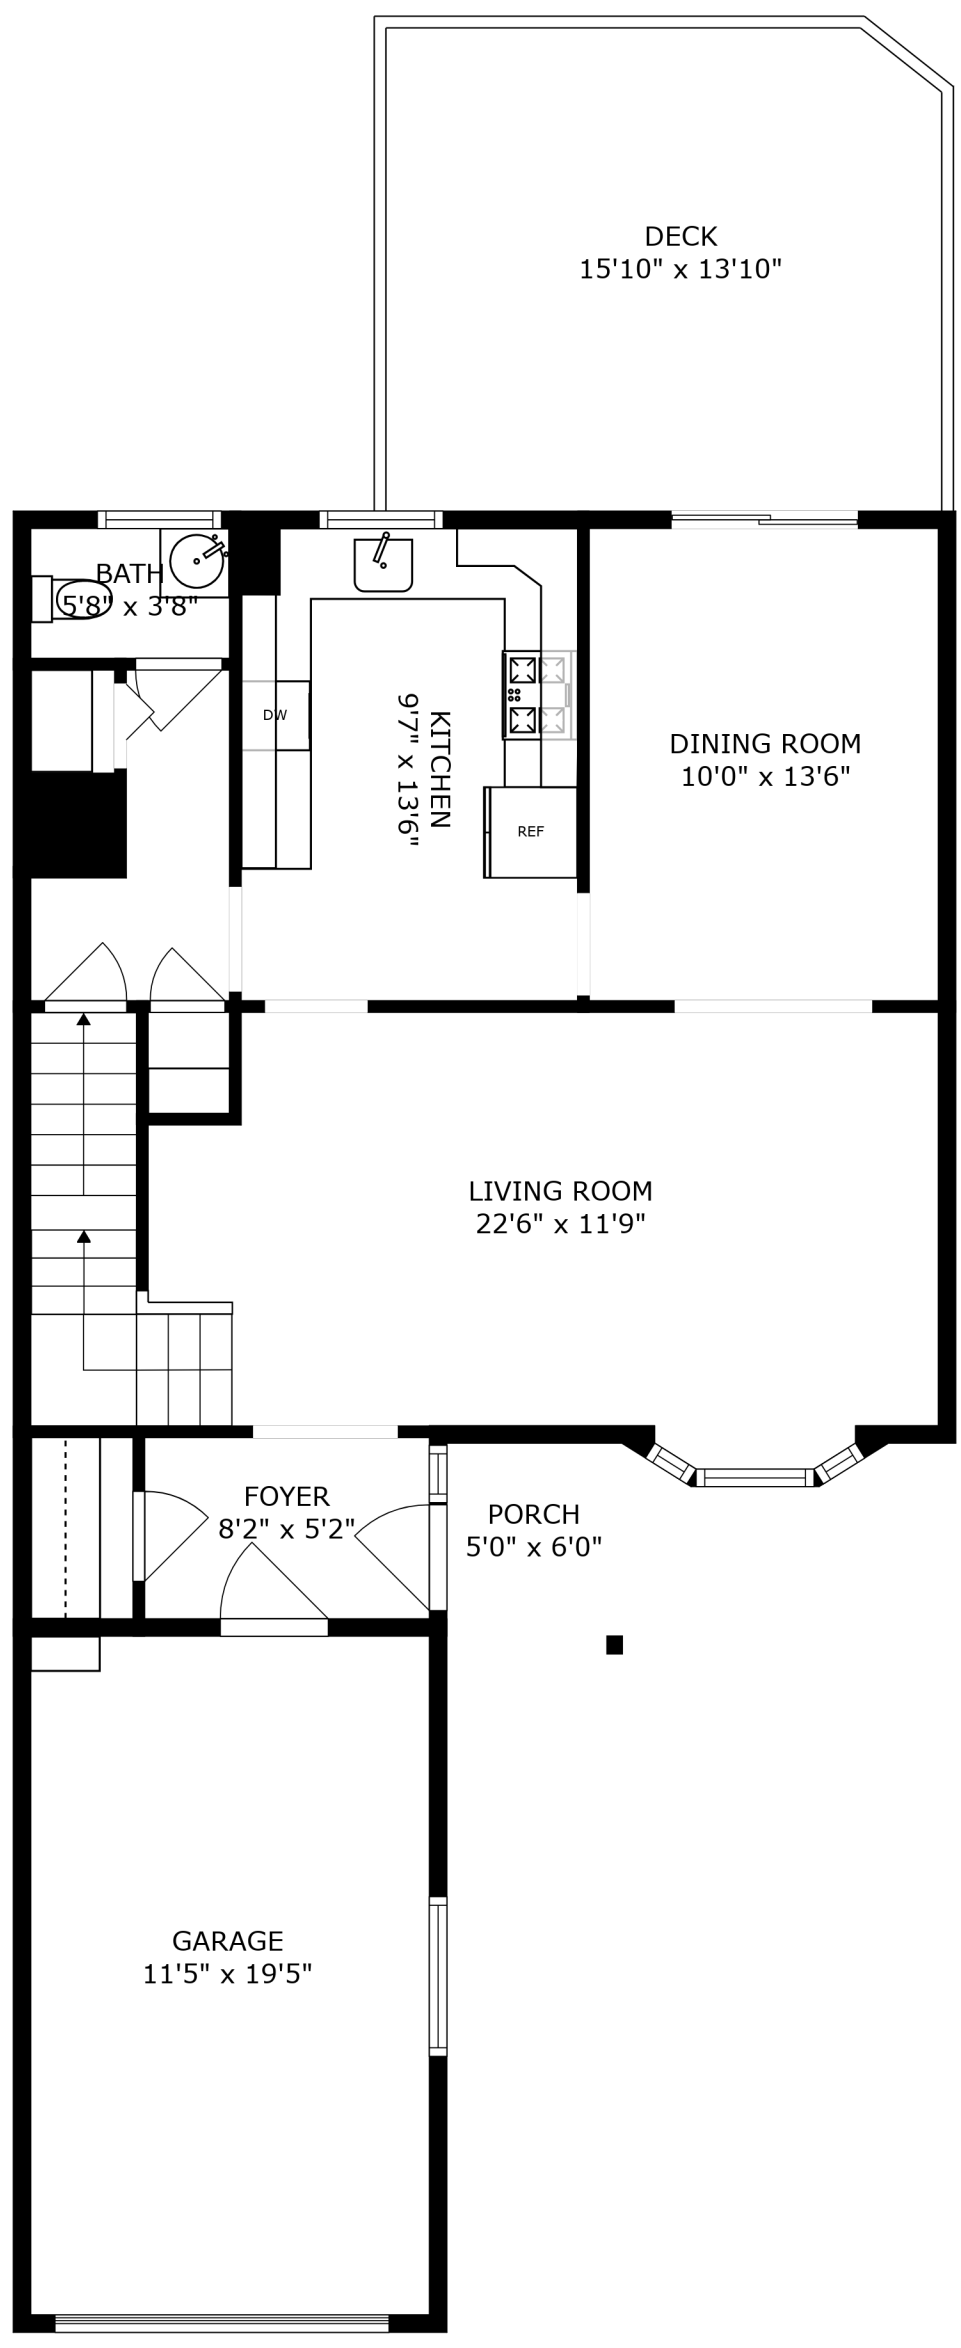 DECK
15'10" x 13'10"
BATH
5'8" x 3'8"
DW
KITCHEN
9'7" x 13'6"
REF
DINING ROOM
10'0" x 13'6"
LIVING ROOM
22'6" x 11'9"
FOYER
8'2" x 5'2"
PORCH
5'0" x 6'0"
GARAGE
11'5" x 19'5"